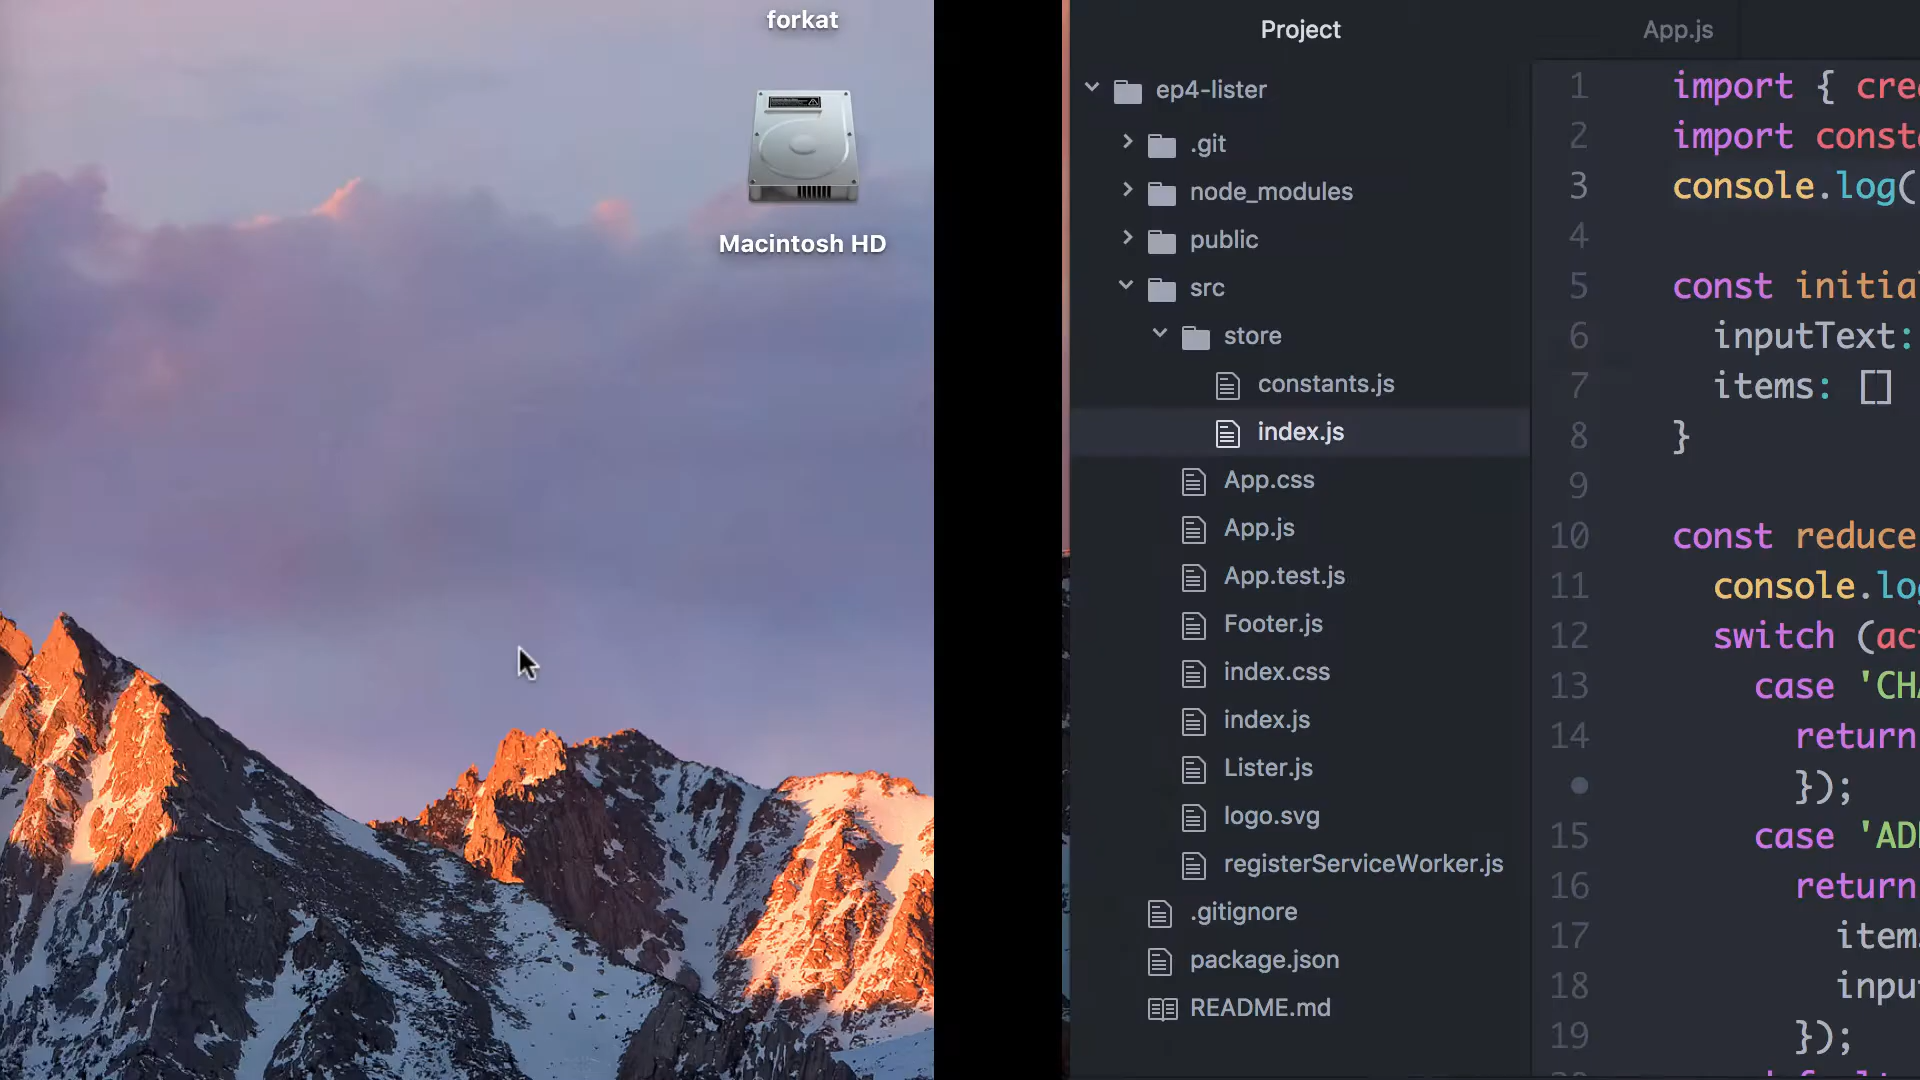 forkat
Macintosh HD
Project
ep4-lister
.git
node_modules
public
src
store
constants.js
index.js
App.css
App.js
App.test.js
Footer.js
index.css
index.js
Lister.js
logo.svg
registerServiceWorker.js
.gitignore
package.json
README.md
App.js
1 import { cre
2 import const
3 console.log(
4
5 const initia
6 inputText:
7 items: []
8 }
9
10 const reduce
11 console.log
12 switch (ac
13 case 'CHA
14 return
});
15 case 'ADD
16 return
17 item
18 inpu
19 });